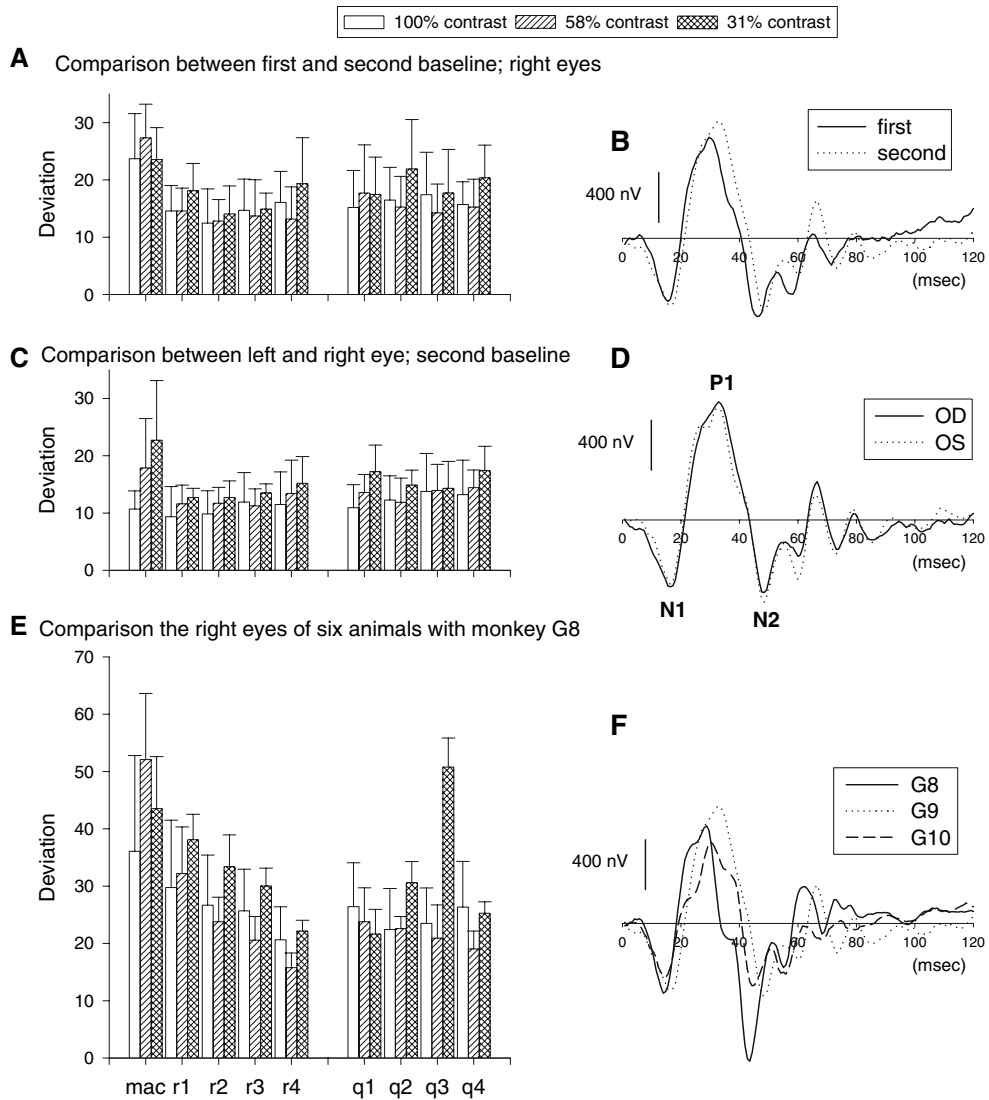 100% contrast 58% contrast 31% contrast
A Comparison between first and second baseline; right eyes
30
20
10
0
Deviation
B
first
second
400 nV
0 20 40 60 80 100 120
(msec)
C Comparison between left and right eye; second baseline
30
20
10
0
Deviation
D
P1
OD
OS
400 nV
0 20 40 60 80 100 120
(msec)
N1
N2
E Comparison the right eyes of six animals with monkey G8
70
60
50
40
30
20
10
0
Deviation
mac r1 r2 r3 r4 q1 q2 q3 q4
F
G8
G9
G10
400 nV
0 20 40 60 80 100 120
(msec)